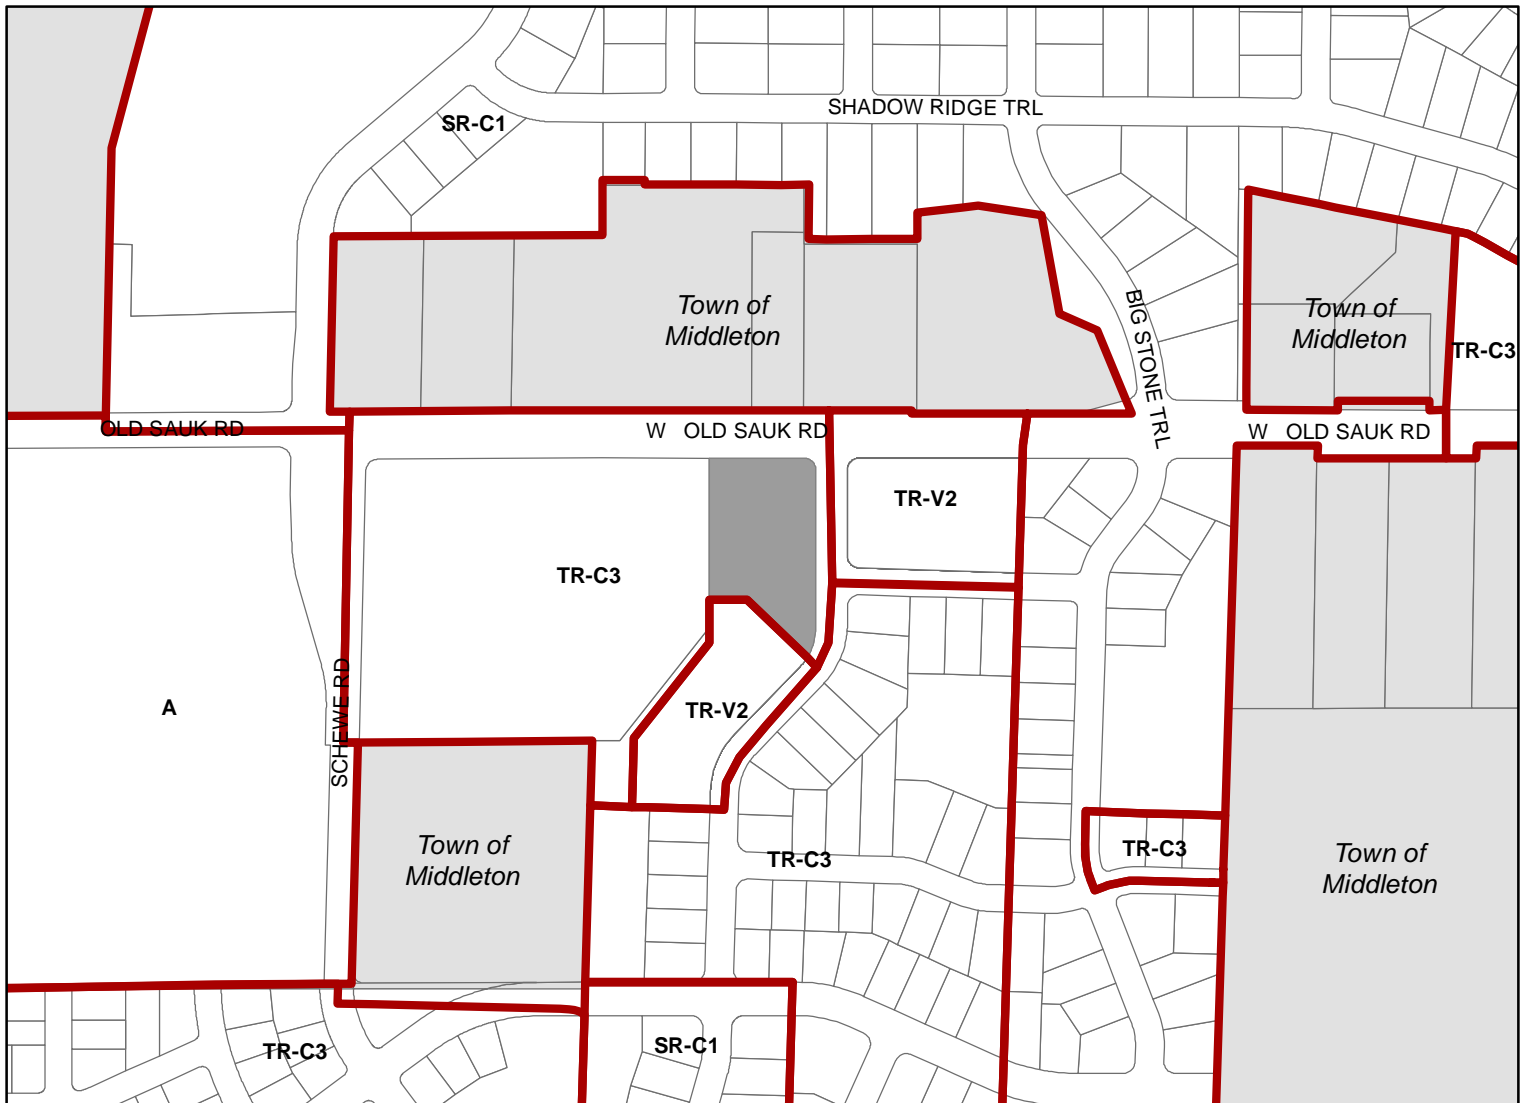 SHADOW RIDGE TRL
SR-C1
Town of
Middleton
BIG STONE TRL
Town of
Middleton
TR-C3
OLD SAUK RD
W OLD SAUK RD
W OLD SAUK RD
TR-V2
TR-C3
SCHEWE RD
A
TR-V2
Town of
Middleton
TR-C3
TR-C3
Town of
Middleton
TR-C3
SR-C1